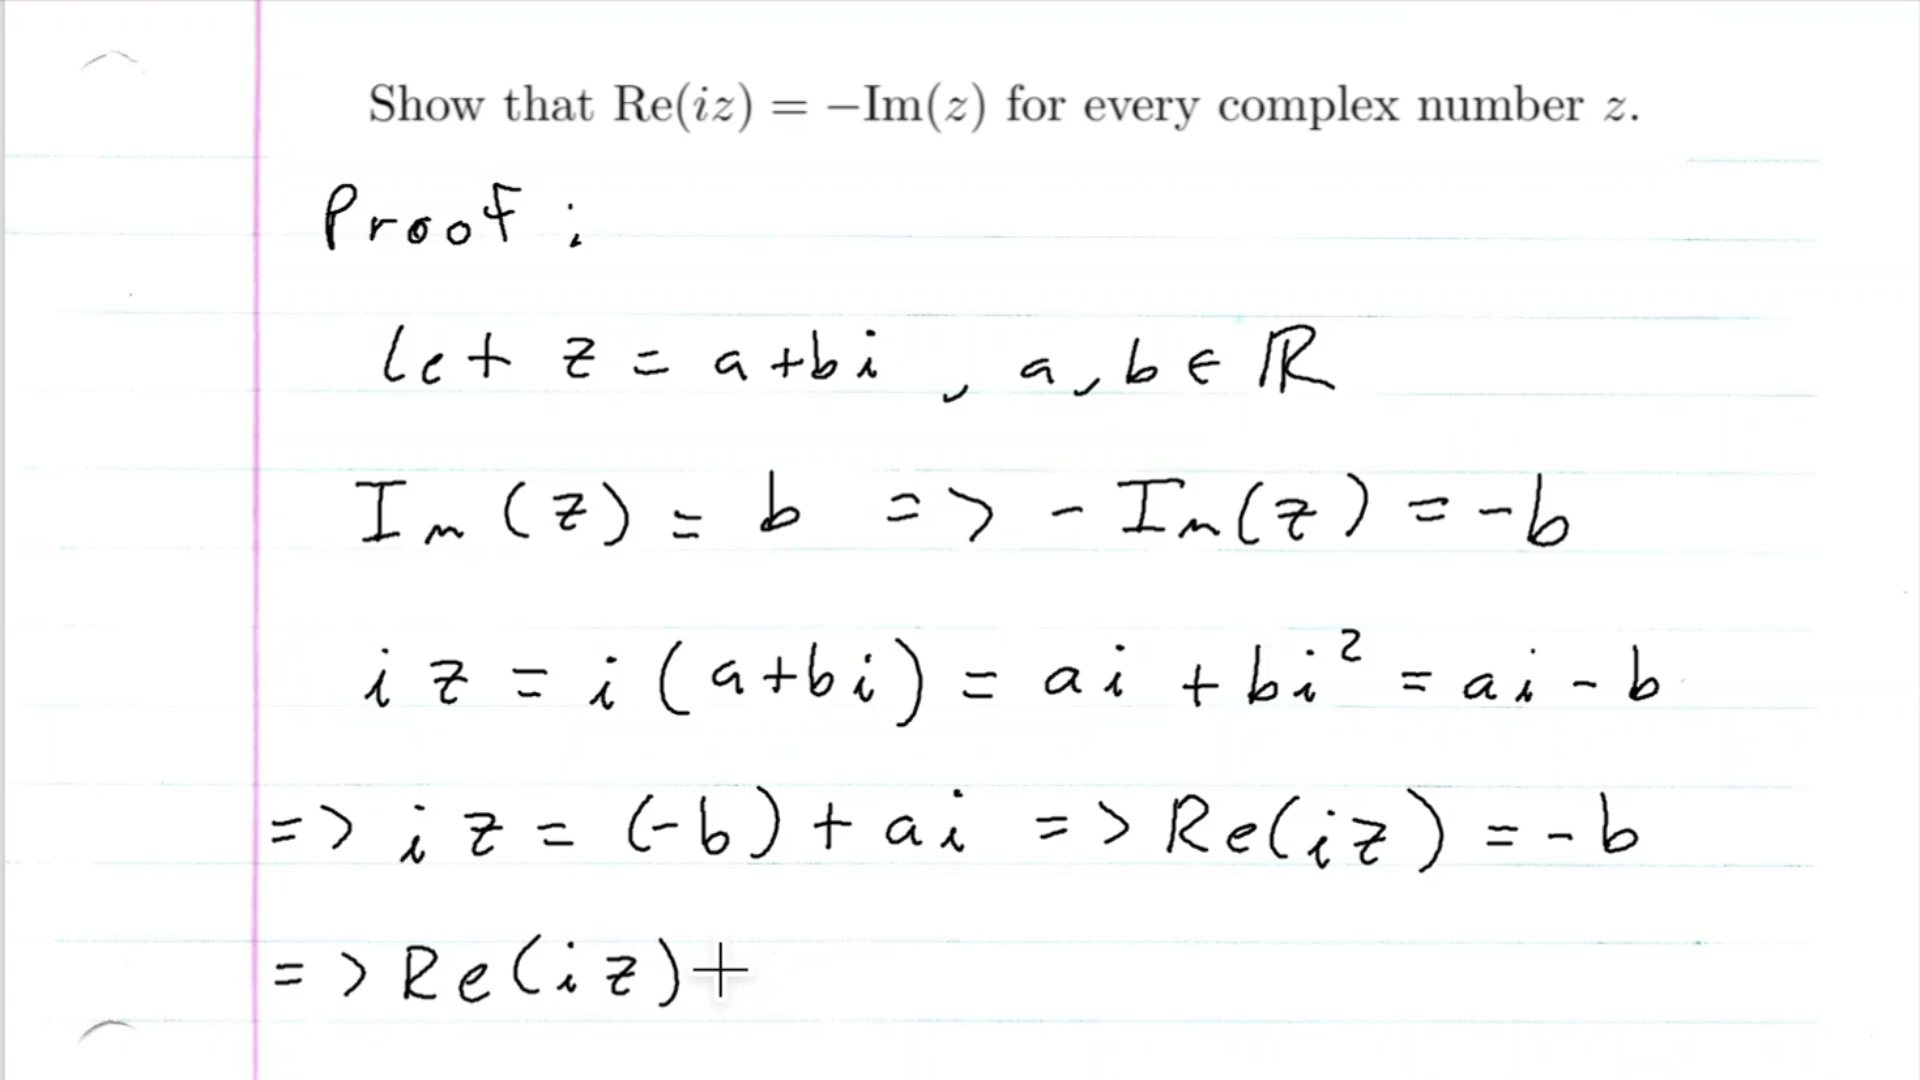 Show that Re(iz) = −Im(z) for every complex number z.
Proof:
let z = a+bi , a, b ∈ ℝ
Im(z) = b => - Im(z) = -b
iz = i(a+bi) = ai + bi² = ai - b
=> iz = (-b) + ai => Re(iz) = -b
=> Re(iz)